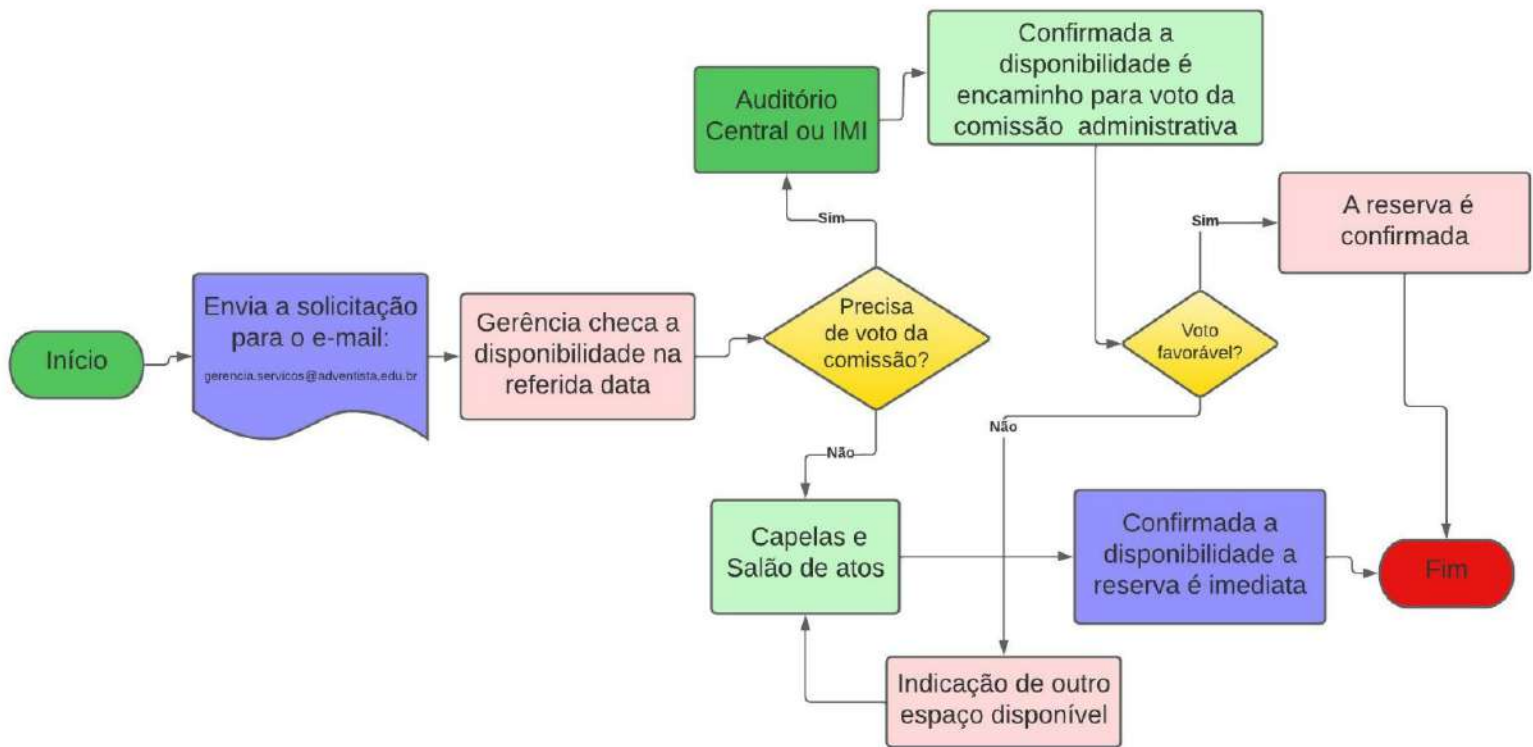 Início
Envia a solicitação
para o e-mail:
gerencia.servicos@adventista.edu.br
Gerência checa a
disponibilidade na
referida data
Precisa
de voto da
comissão?
Sim
Auditório
Central ou IMI
Confirmada a
disponibilidade é
encaminho para voto da
comissão administrativa
Voto
favorável?
Sim
A reserva é
confirmada
Não
Não
Capelas e
Salão de atos
Confirmada a
disponibilidade a
reserva é imediata
Fim
Indicação de outro
espaço disponível